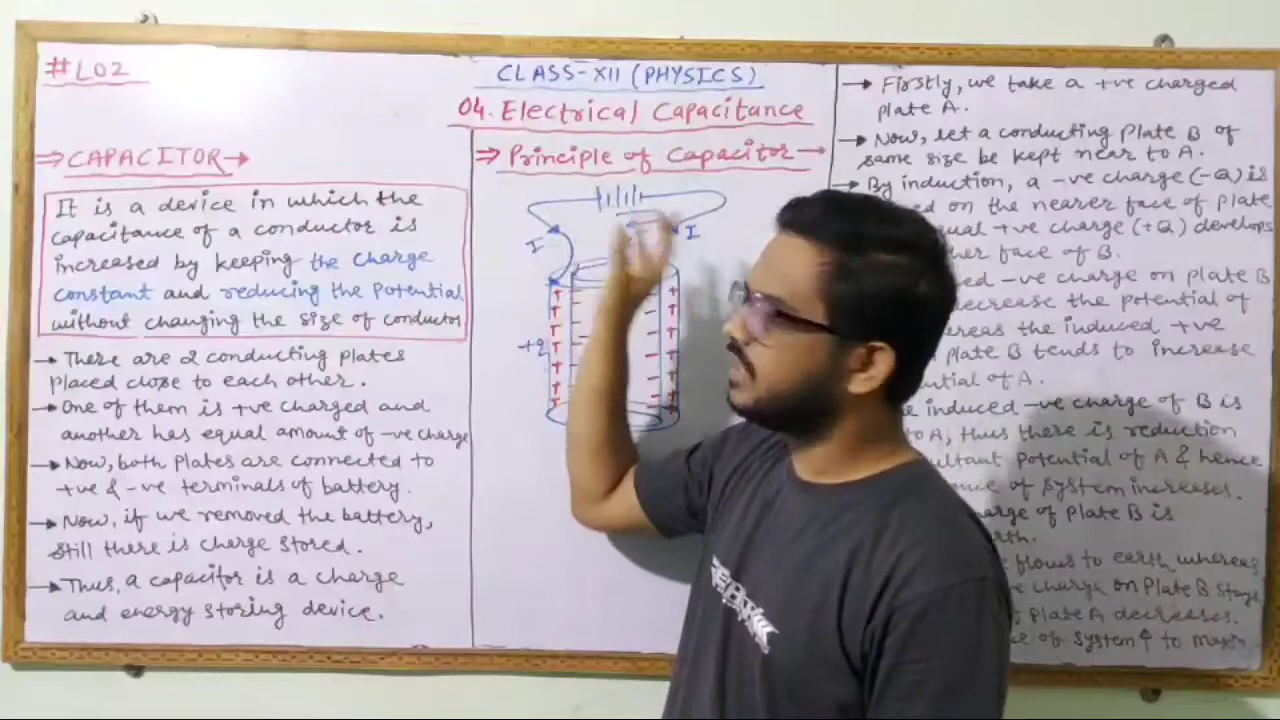 #L02
CLASS-XII (PHYSICS)
04. Electrical Capacitance
⇒ CAPACITOR →
It is a device in which the
capacitance of a conductor is
increased by keeping the charge
constant and reducing the potential
without changing the size of conductor
→ There are 2 conducting plates
placed close to each other.
→ One of them is +ve charged and
another has equal amount of -ve charge
→ Now, both plates are connected to
+ve & -ve terminals of battery.
→ Now, if we removed the battery,
still there is charge stored.
→ Thus, a capacitor is a charge
and energy storing device.
⇒ Principle of Capacitor →
I
I
+q
→ Firstly, we take a +ve charged
plate A.
→ Now, let a conducting plate B of
same size be kept near to A.
→ By induction, a -ve charge (-Q) is
on the nearer face of plate
+ve charge (+Q) develops
face of B.
-ve charge on plate B
decrease the potential of
the induced +ve
plate B tends to increase
of A.
induced -ve charge of B is
to A, thus there is reduction
potential of A & hence
of system increases.
of plate B is
flows to earth whereas
charge on plate B stays
plate A decreases.
of system ↑ to